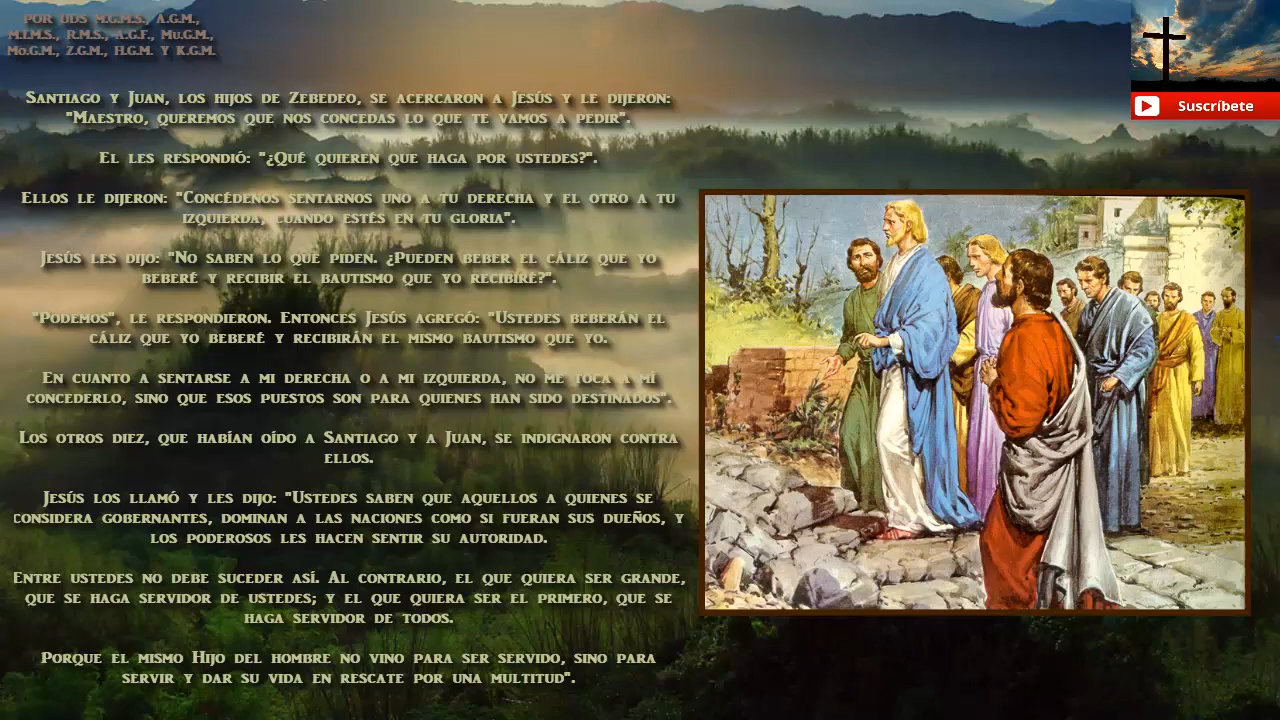 Por uds M.G.M.S., A.G.M.,
M.I.M.S., R.M.S., A.G.F., Mu.G.M.,
Mo.G.M., Z.G.M., H.G.M. y K.G.M.
Santiago y Juan, los hijos de Zebedeo, se acercaron a Jesús y le dijeron:
"Maestro, queremos que nos concedas lo que te vamos a pedir".
El les respondió: "¿Qué quieren que haga por ustedes?".
Ellos le dijeron: "Concédenos sentarnos uno a tu derecha y el otro a tu
izquierda, cuando estés en tu gloria".
Jesús les dijo: "No saben lo que piden. ¿Pueden beber el cáliz que yo
beberé y recibir el bautismo que yo recibiré?".
"Podemos", le respondieron. Entonces Jesús agregó: "Ustedes beberán el
cáliz que yo beberé y recibirán el mismo bautismo que yo.
En cuanto a sentarse a mi derecha o a mi izquierda, no me toca a mí
concederlo, sino que esos puestos son para quienes han sido destinados".
Los otros diez, que habían oído a Santiago y a Juan, se indignaron contra
ellos.
Jesús los llamó y les dijo: "Ustedes saben que aquellos a quienes se
considera gobernantes, dominan a las naciones como si fueran sus dueños, y
los poderosos les hacen sentir su autoridad.
Entre ustedes no debe suceder así. Al contrario, el que quiera ser grande,
que se haga servidor de ustedes; y el que quiera ser el primero, que se
haga servidor de todos.
Porque el mismo Hijo del hombre no vino para ser servido, sino para
servir y dar su vida en rescate por una multitud".
Suscríbete